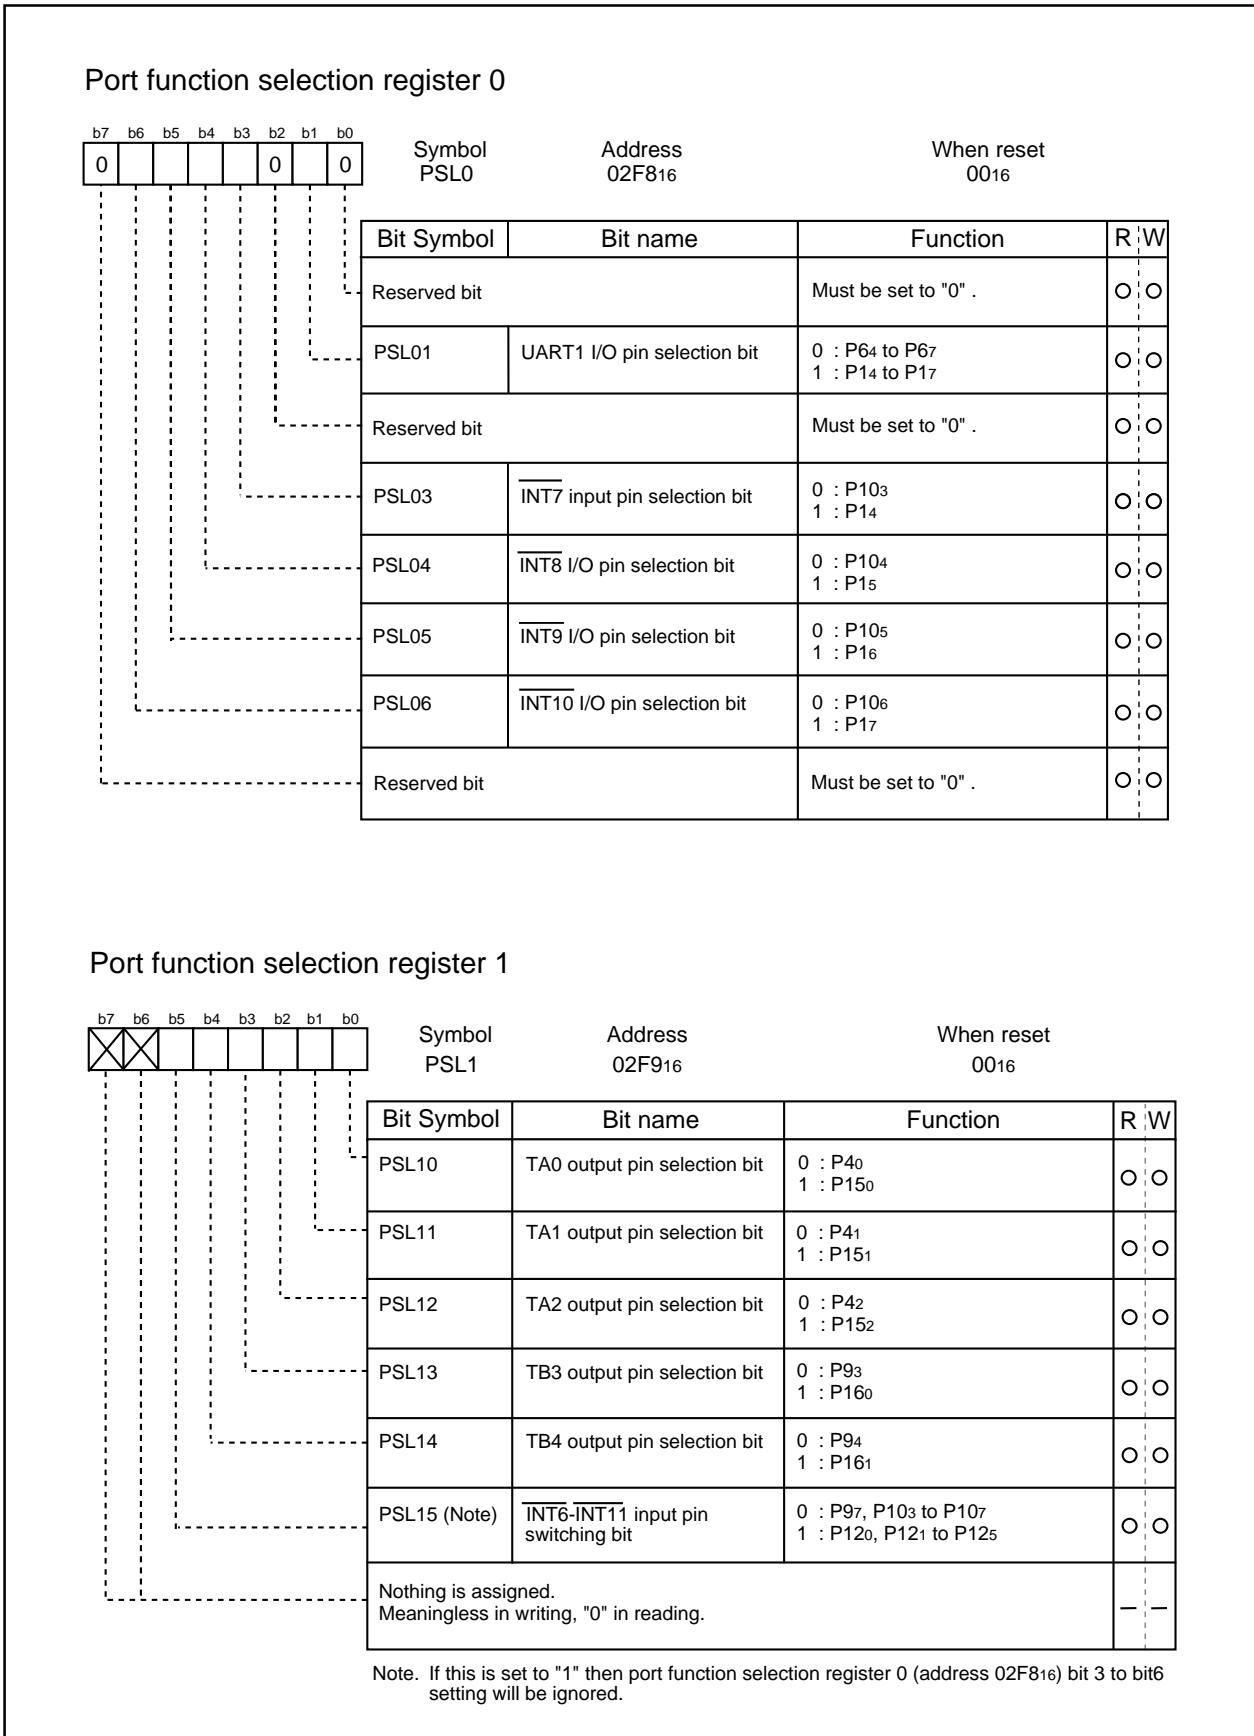 Port function selection register 0
b7 b6 b5 b4 b3 b2 b1 b0
0 0 0
Symbol Address When reset
PSL0 02F816 0016
Bit Symbol Bit name Function R W
Reserved bit Must be set to "0" .
PSL01 UART1 I/O pin selection bit 0 : P64 to P67
1 : P14 to P17
Reserved bit Must be set to "0" .
PSL03 INT7 input pin selection bit 0 : P103
1 : P14
PSL04 INT8 I/O pin selection bit 0 : P104
1 : P15
PSL05 INT9 I/O pin selection bit 0 : P105
1 : P16
PSL06 INT10 I/O pin selection bit 0 : P106
1 : P17
Reserved bit Must be set to "0" .
Port function selection register 1
b7 b6 b5 b4 b3 b2 b1 b0
Symbol Address When reset
PSL1 02F916 0016
Bit Symbol Bit name Function R W
PSL10 TA0 output pin selection bit 0 : P40
1 : P150
PSL11 TA1 output pin selection bit 0 : P41
1 : P151
PSL12 TA2 output pin selection bit 0 : P42
1 : P152
PSL13 TB3 output pin selection bit 0 : P93
1 : P160
PSL14 TB4 output pin selection bit 0 : P94
1 : P161
PSL15 (Note) INT6-INT11 input pin 0 : P97, P103 to P107
switching bit 1 : P120, P121 to P125
Nothing is assigned.
Meaningless in writing, "0" in reading. — —
Note. If this is set to "1" then port function selection register 0 (address 02F816) bit 3 to bit6
setting will be ignored.